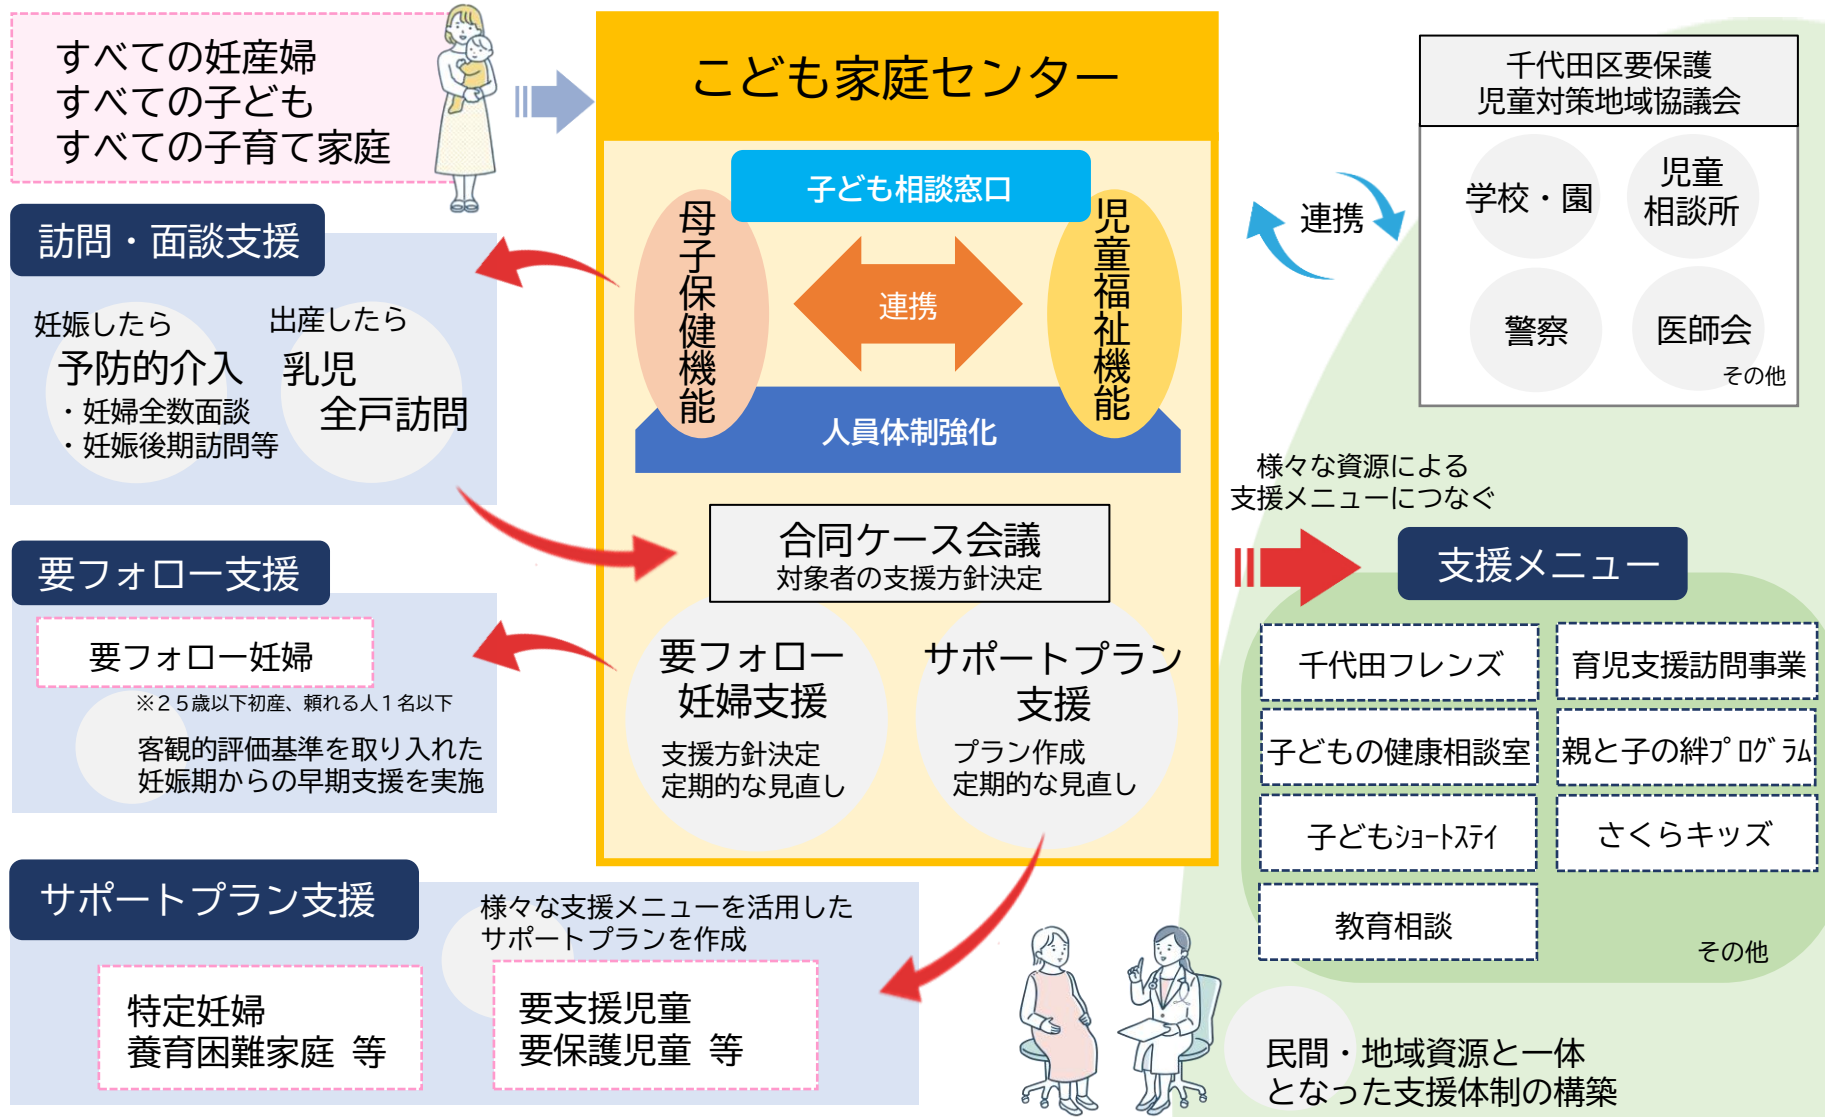 すべての妊産婦
すべての子ども
すべての子育て家庭
訪問・面談支援
妊娠したら
予防的介入
・妊婦全数面談
・妊娠後期訪問等
出産したら
乳児
全戸訪問
要フォロー支援
要フォロー妊婦
※25歳以下初産、頼れる人1名以下
客観的評価基準を取り入れた
妊娠期からの早期支援を実施
サポートプラン支援
様々な支援メニューを活用した
サポートプランを作成
特定妊婦
養育困難家庭 等
要支援児童
要保護児童 等
こども家庭センター
子ども相談窓口
母子保健機能
連携
児童福祉機能
人員体制強化
合同ケース会議
対象者の支援方針決定
要フォロー
妊婦支援
支援方針決定
定期的な見直し
サポートプラン
支援
プラン作成
定期的な見直し
連携
千代田区要保護
児童対策地域協議会
学校・園
児童
相談所
警察
医師会
その他
様々な資源による
支援メニューにつなぐ
支援メニュー
千代田フレンズ
育児支援訪問事業
子どもの健康相談室
親と子の絆ﾌﾟﾛｸﾞﾗﾑ
子どもｼｮｰﾄｽﾃｲ
さくらキッズ
教育相談
その他
民間・地域資源と一体
となった支援体制の構築